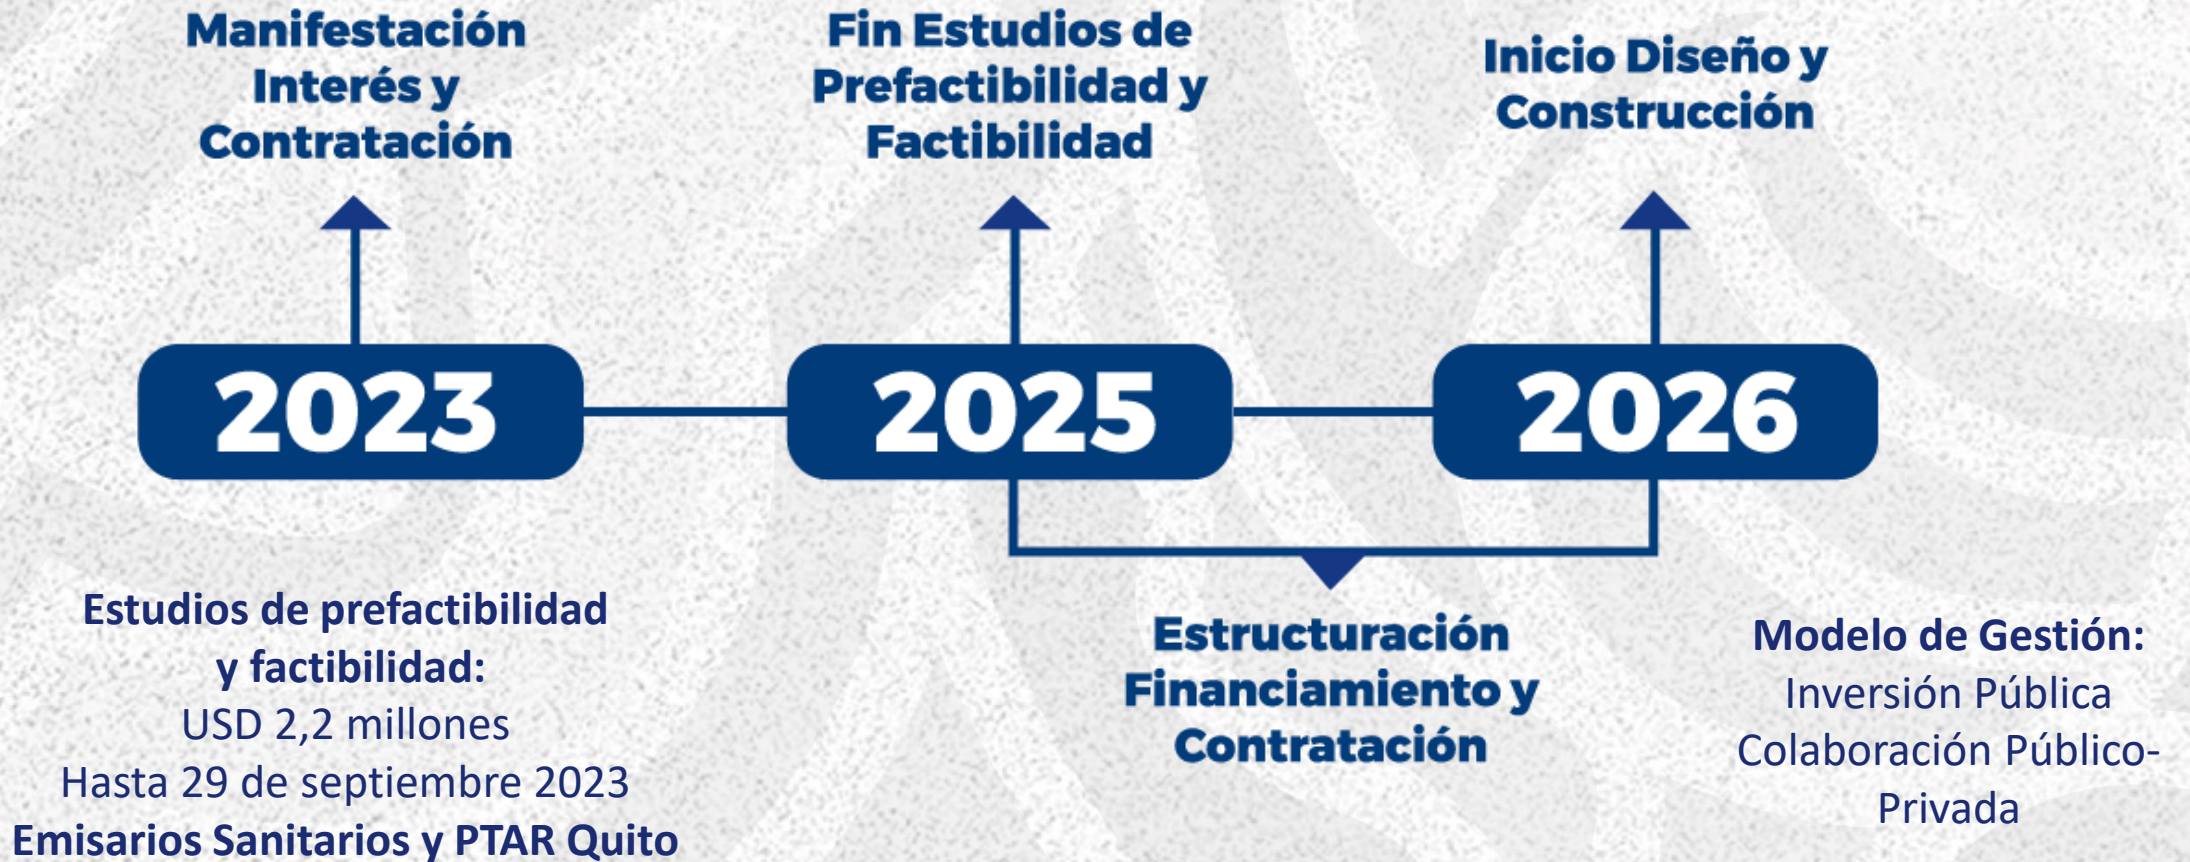 Manifestación
Interés y
Contratación
Fin Estudios de
Prefactibilidad y
Factibilidad
Inicio Diseño y
Construcción
2023
2025
2026
Estudios de prefactibilidad
y factibilidad:
USD 2,2 millones
Hasta 29 de septiembre 2023
Emisarios Sanitarios y PTAR Quito
Estructuración
Financiamiento y
Contratación
Modelo de Gestión:
Inversión Pública
Colaboración Público-
Privada